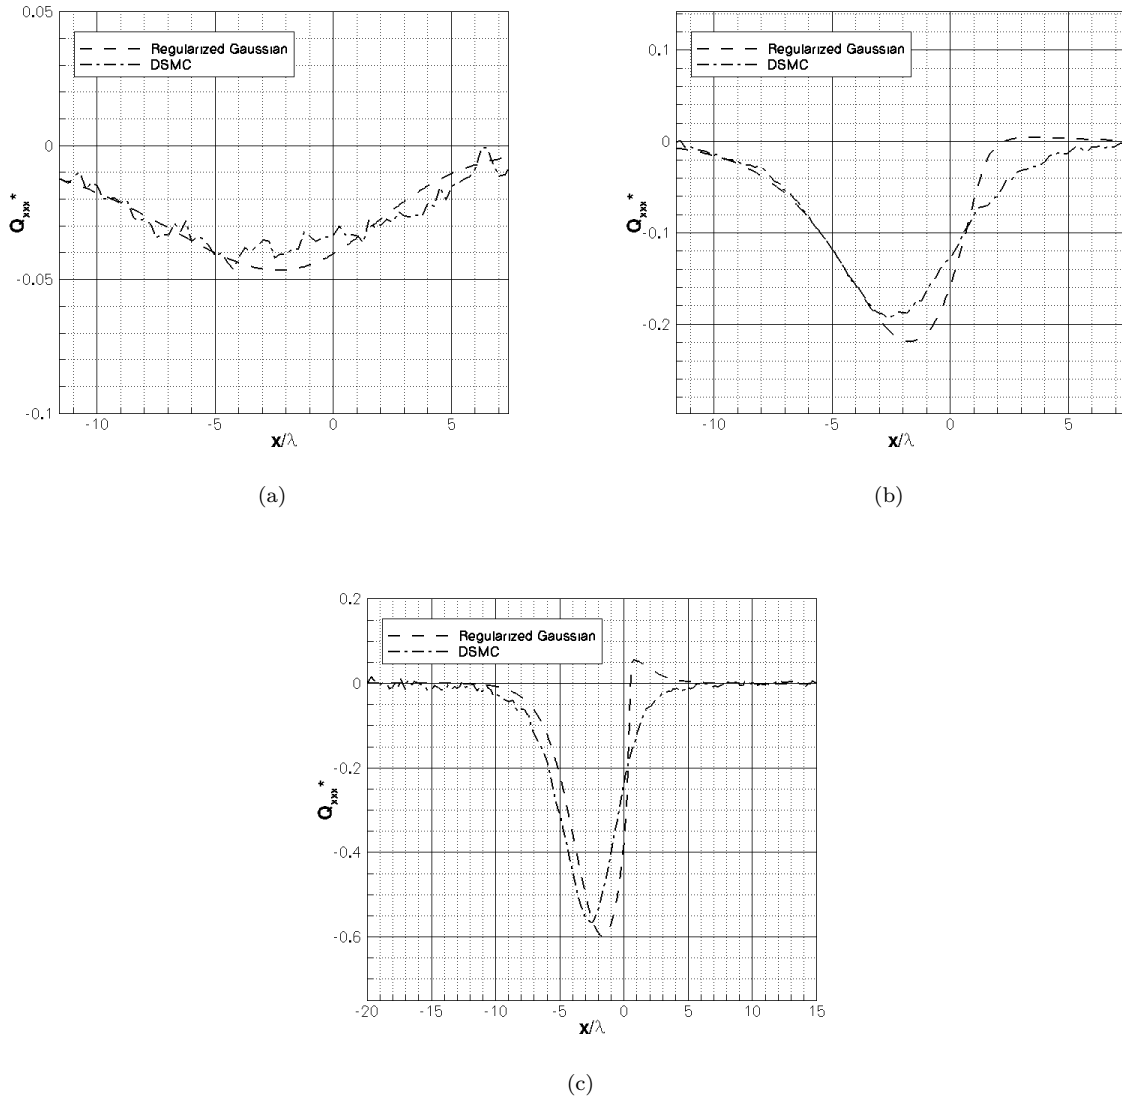 0.05
0
-0.05
-0.1
Q_xxx*
Regularized Gaussian
DSMC
-10 -5 0 5
x/λ
(a)
0.1
0
-0.1
-0.2
Q_xxx*
Regularized Gaussian
DSMC
-10 -5 0 5
x/λ
(b)
0.2
0
-0.2
-0.4
-0.6
Q_xxx*
Regularized Gaussian
DSMC
-20 -15 -10 -5 0 5 10 15
x/λ
(c)